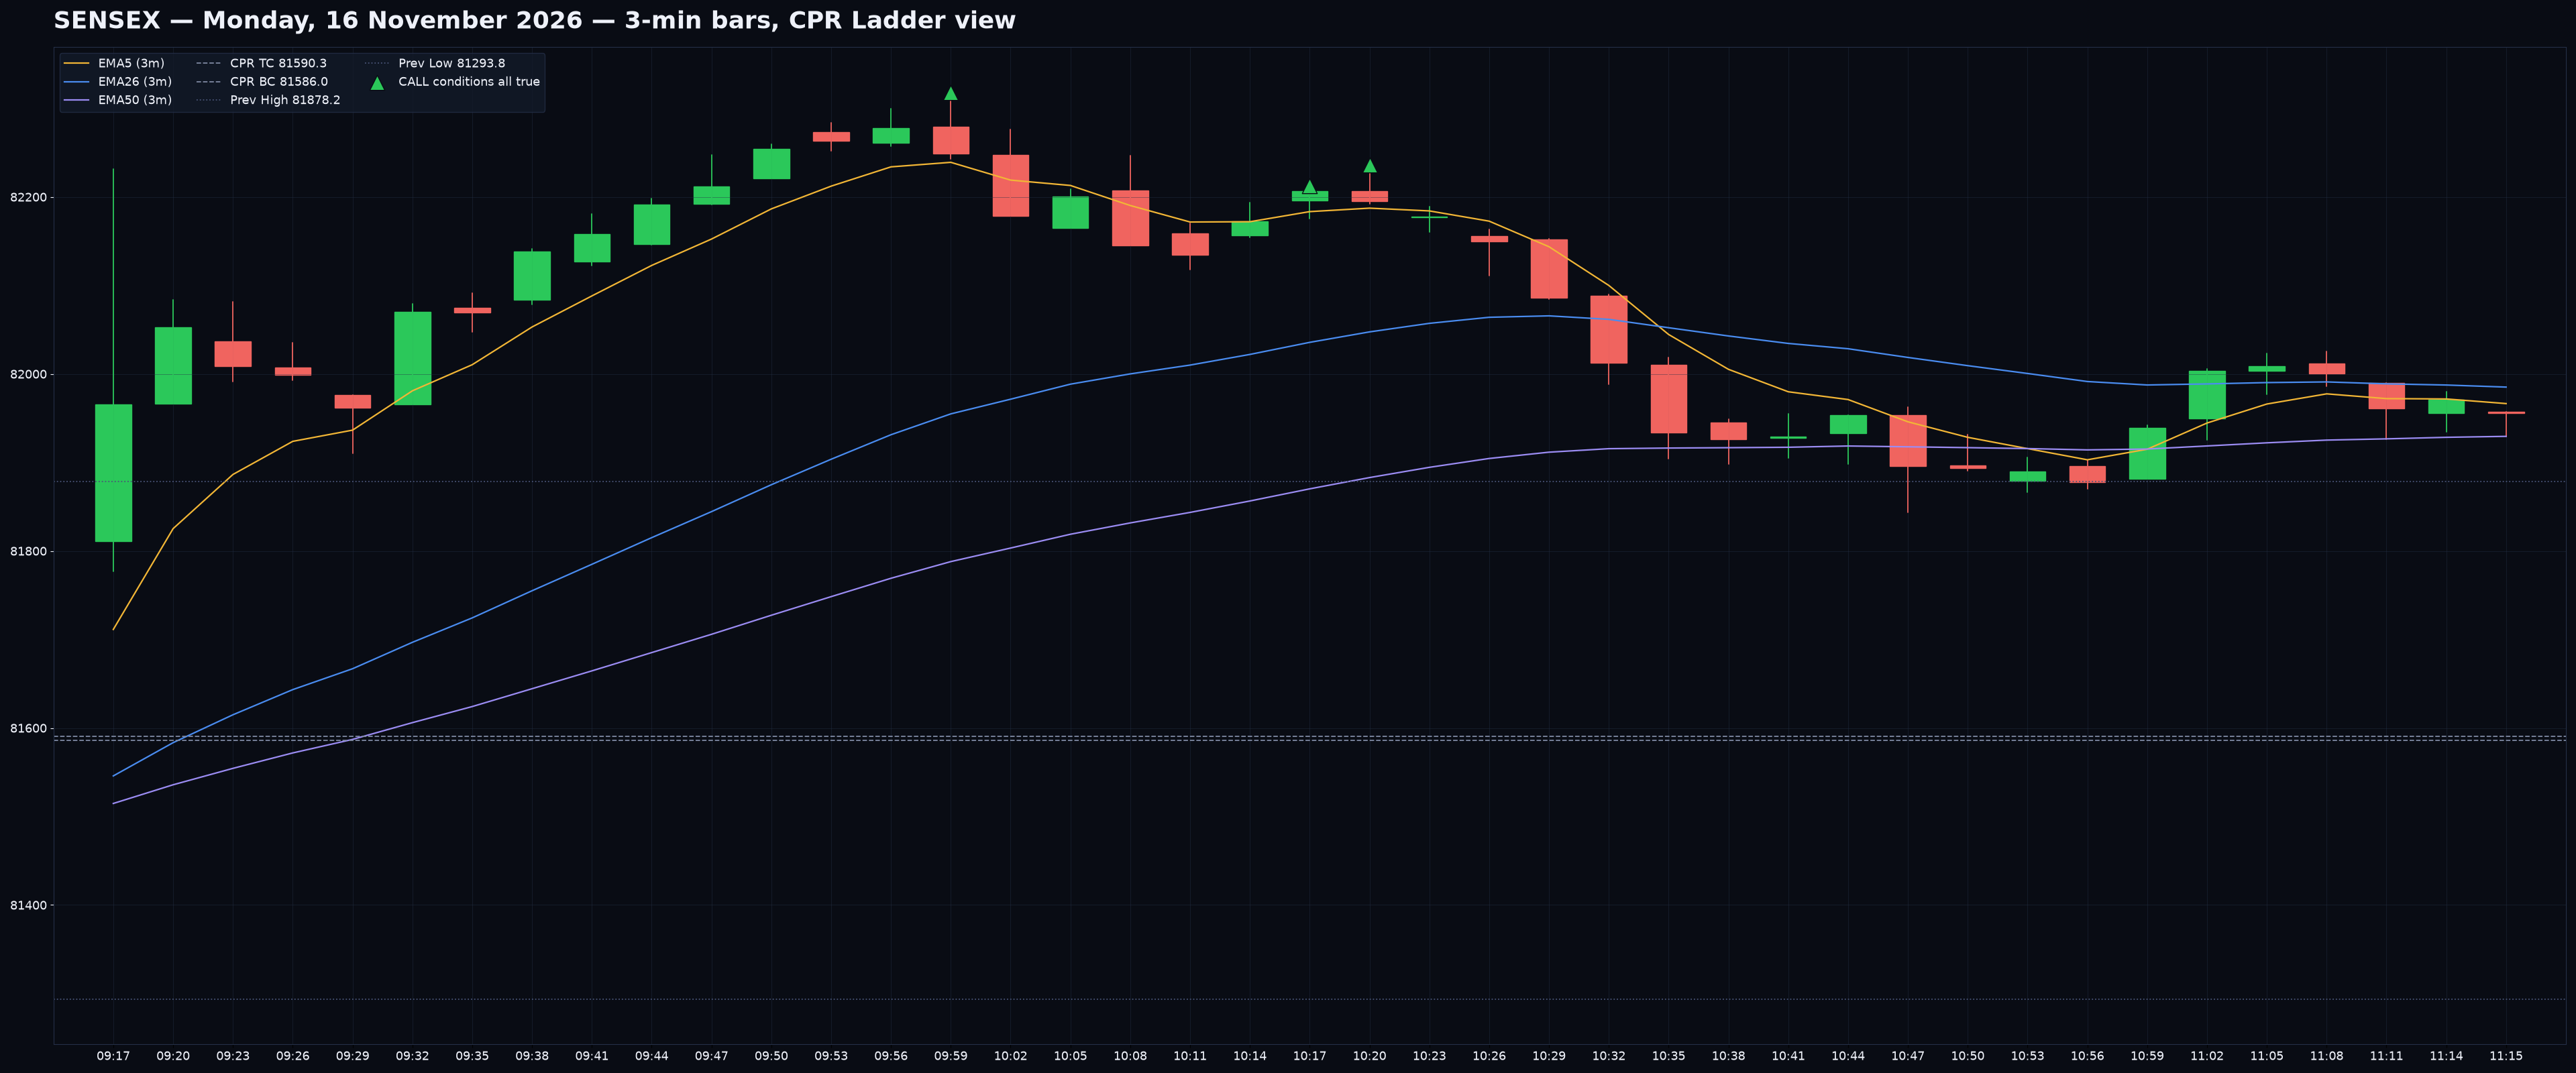 SENSEX — Monday, 16 November 2026 — 3-min bars, CPR Ladder view
EMA5 (3m)
EMA26 (3m)
EMA50 (3m)
CPR TC 81590.3
CPR BC 81586.0
Prev High 81878.2
Prev Low 81293.8
CALL conditions all true
82200
82000
81800
81600
81400
09:17 09:20 09:23 09:26 09:29 09:32 09:35 09:38 09:41 09:44 09:47 09:50 09:53 09:56 09:59 10:02 10:05 10:08 10:11 10:14 10:17 10:20 10:23 10:26 10:29 10:32 10:35 10:38 10:41 10:44 10:47 10:50 10:53 10:56 10:59 11:02 11:05 11:08 11:11 11:14 11:15